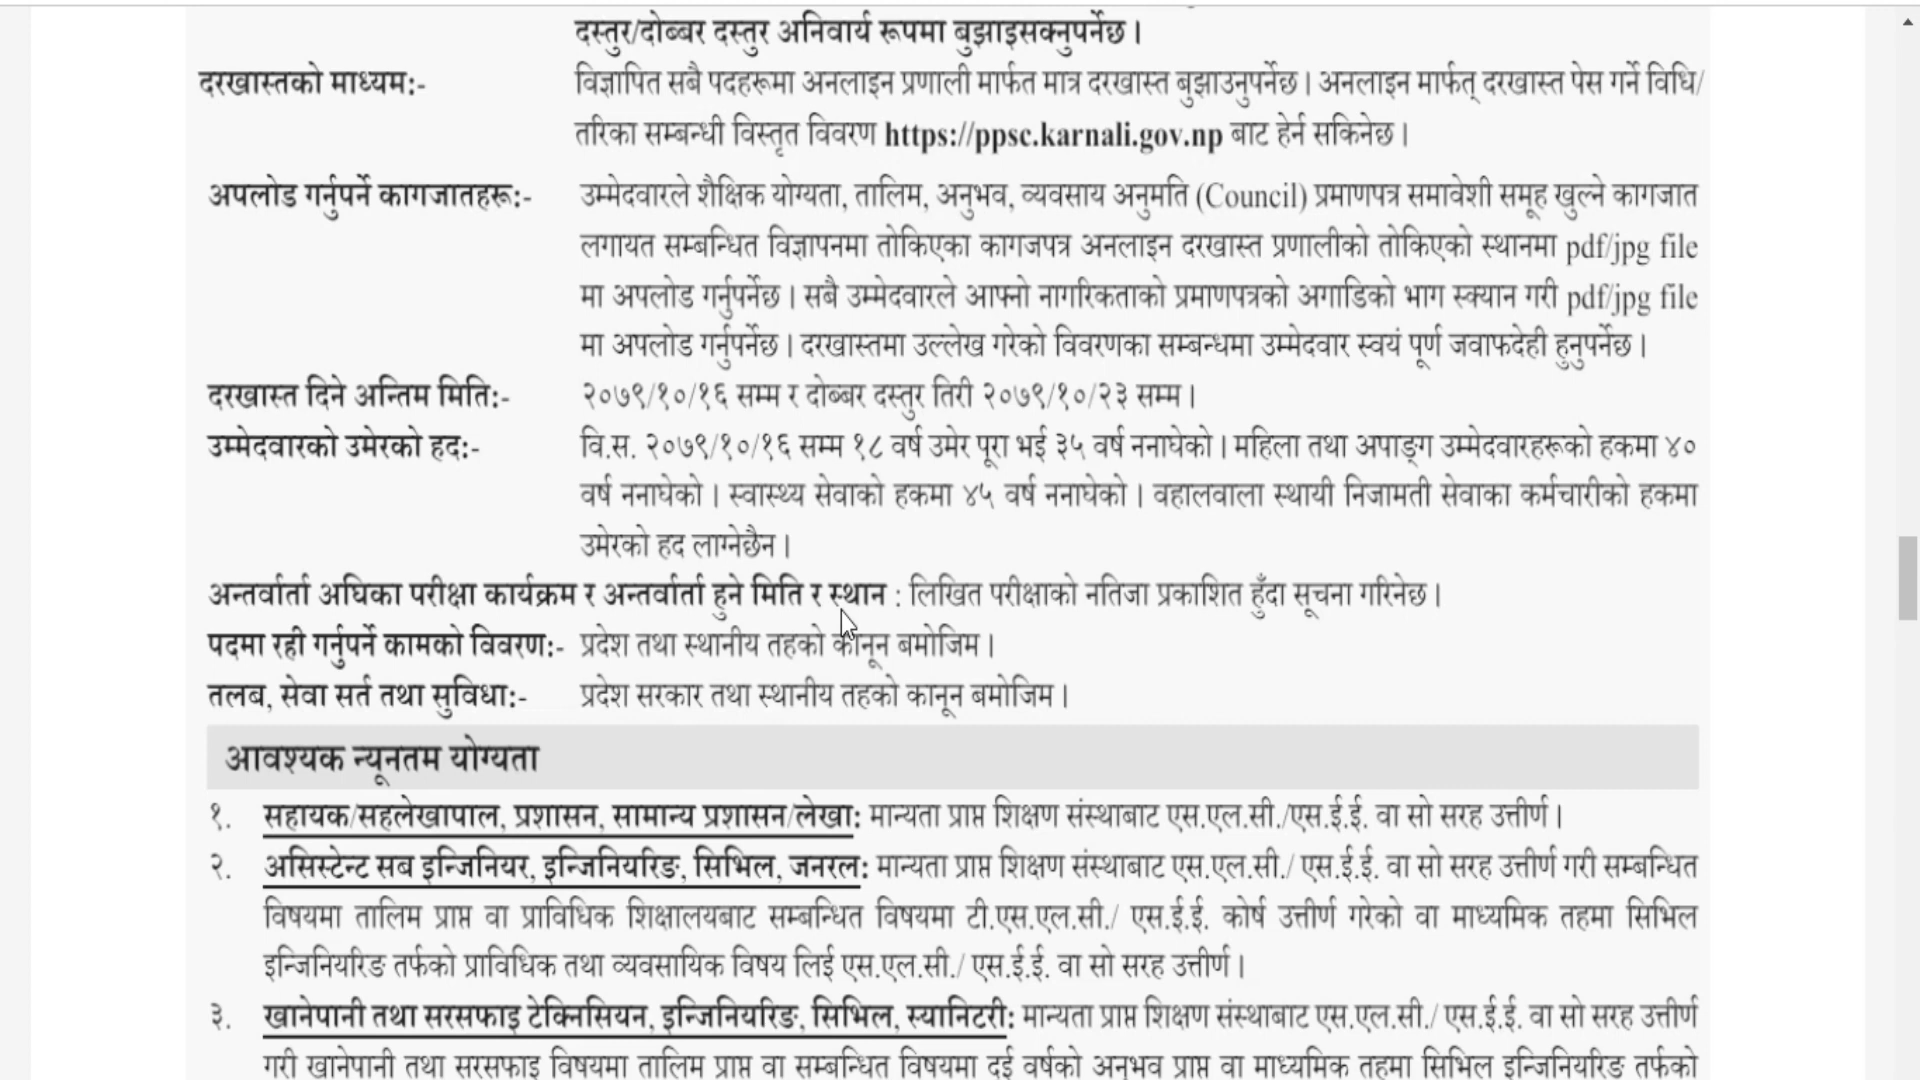 दस्तुर/दोब्बर दस्तुर अनिवार्य रूपमा बुझाइसक्नुपर्नेछ ।
दरखास्तको माध्यम:- विज्ञापित सबै पदहरूमा अनलाइन प्रणाली मार्फत मात्र दरखास्त बुझाउनुपर्नेछ । अनलाइन मार्फत् दरखास्त पेस गर्ने विधि/
तरिका सम्बन्धी विस्तृत विवरण https://ppsc.karnali.gov.np बाट हेर्न सकिनेछ ।
अपलोड गर्नुपर्ने कागजातहरू:- उम्मेदवारले शैक्षिक योग्यता, तालिम, अनुभव, व्यवसाय अनुमति (Council) प्रमाणपत्र समावेशी समूह खुल्ने कागजात
लगायत सम्बन्धित विज्ञापनमा तोकिएका कागजपत्र अनलाइन दरखास्त प्रणालीको तोकिएको स्थानमा pdf/jpg file
मा अपलोड गर्नुपर्नेछ । सबै उम्मेदवारले आफ्नो नागरिकताको प्रमाणपत्रको अगाडिको भाग स्क्यान गरी pdf/jpg file
मा अपलोड गर्नुपर्नेछ । दरखास्तमा उल्लेख गरेको विवरणका सम्बन्धमा उम्मेदवार स्वयं पूर्ण जवाफदेही हुनुपर्नेछ ।
दरखास्त दिने अन्तिम मिति:- २०७९/१०/१६ सम्म र दोब्बर दस्तुर तिरी २०७९/१०/२३ सम्म ।
उम्मेदवारको उमेरको हद:- वि.स. २०७९/१०/१६ सम्म १८ वर्ष उमेर पूरा भई ३५ वर्ष ननाघेको । महिला तथा अपाङ्ग उम्मेदवारहरूको हकमा ४०
वर्ष ननाघेको । स्वास्थ्य सेवाको हकमा ४५ वर्ष ननाघेको । वहालवाला स्थायी निजामती सेवाका कर्मचारीको हकमा
उमेरको हद लाग्नेछैन ।
अन्तर्वार्ता अघिका परीक्षा कार्यक्रम र अन्तर्वार्ता हुने मिति र स्थान : लिखित परीक्षाको नतिजा प्रकाशित हुँदा सूचना गरिनेछ ।
पदमा रही गर्नुपर्ने कामको विवरण:- प्रदेश तथा स्थानीय तहको कानून बमोजिम ।
तलब, सेवा सर्त तथा सुविधा:- प्रदेश सरकार तथा स्थानीय तहको कानून बमोजिम ।
आवश्यक न्यूनतम योग्यता
१. सहायक/सहलेखापाल, प्रशासन, सामान्य प्रशासन/लेखा: मान्यता प्राप्त शिक्षण संस्थाबाट एस.एल.सी./एस.ई.ई. वा सो सरह उत्तीर्ण ।
२. असिस्टेन्ट सब इन्जिनियर, इन्जिनियरिङ, सिभिल, जनरल: मान्यता प्राप्त शिक्षण संस्थाबाट एस.एल.सी./ एस.ई.ई. वा सो सरह उत्तीर्ण गरी सम्बन्धित
विषयमा तालिम प्राप्त वा प्राविधिक शिक्षालयबाट सम्बन्धित विषयमा टी.एस.एल.सी./ एस.ई.ई. कोर्ष उत्तीर्ण गरेको वा माध्यमिक तहमा सिभिल
इन्जिनियरिङ तर्फको प्राविधिक तथा व्यवसायिक विषय लिई एस.एल.सी./ एस.ई.ई. वा सो सरह उत्तीर्ण ।
३. खानेपानी तथा सरसफाइ टेक्निसियन, इन्जिनियरिङ, सिभिल, स्यानिटरी: मान्यता प्राप्त शिक्षण संस्थाबाट एस.एल.सी./ एस.ई.ई. वा सो सरह उत्तीर्ण
गरी खानेपानी तथा सरसफाइ विषयमा तालिम प्राप्त वा सम्बन्धित विषयमा दुई वर्षको अनुभव प्राप्त वा माध्यमिक तहमा सिभिल इन्जिनियरिङ तर्फको